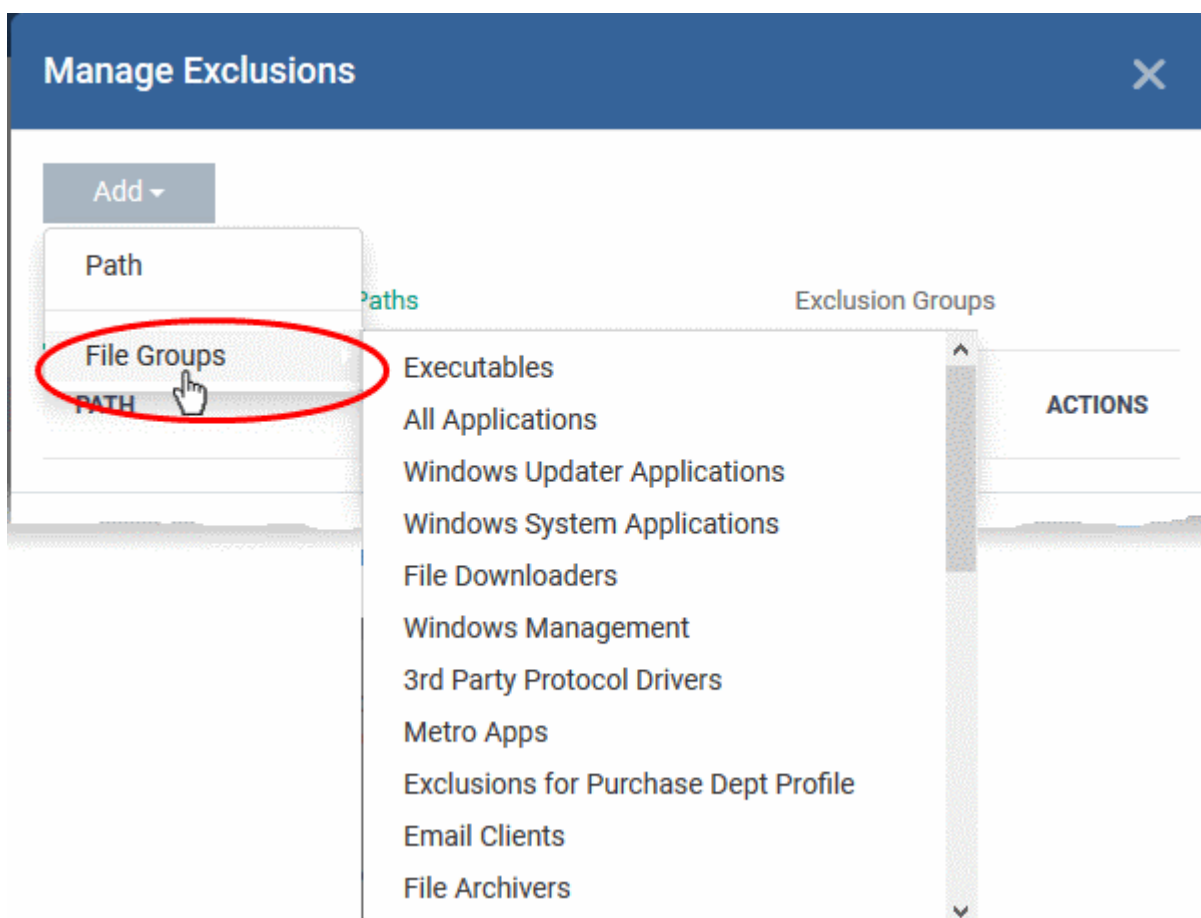 Manage Exclusions
Add
Path
Paths
Exclusion Groups
File Groups
PATH
ACTIONS
Executables
All Applications
Windows Updater Applications
Windows System Applications
File Downloaders
Windows Management
3rd Party Protocol Drivers
Metro Apps
Exclusions for Purchase Dept Profile
Email Clients
File Archivers